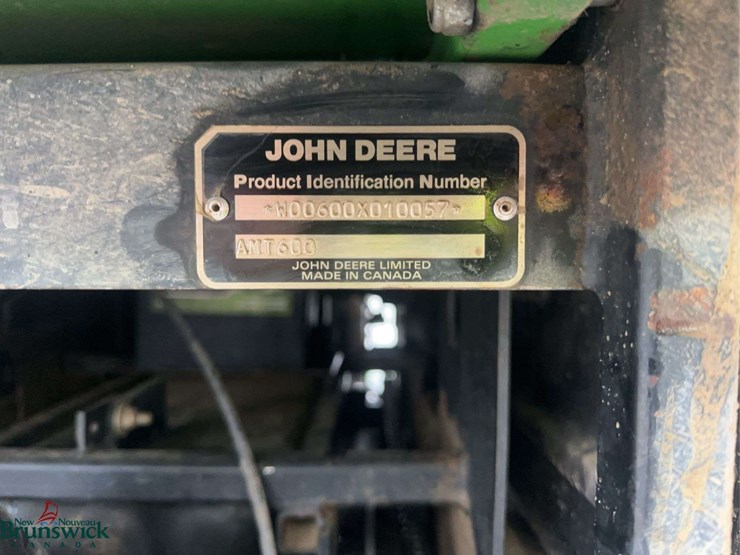 JOHN DEERE
Product Identification Number
*W00600X010057*
AMT600
JOHN DEERE LIMITED
MADE IN CANADA
New Nouveau
Brunswick
CANADA